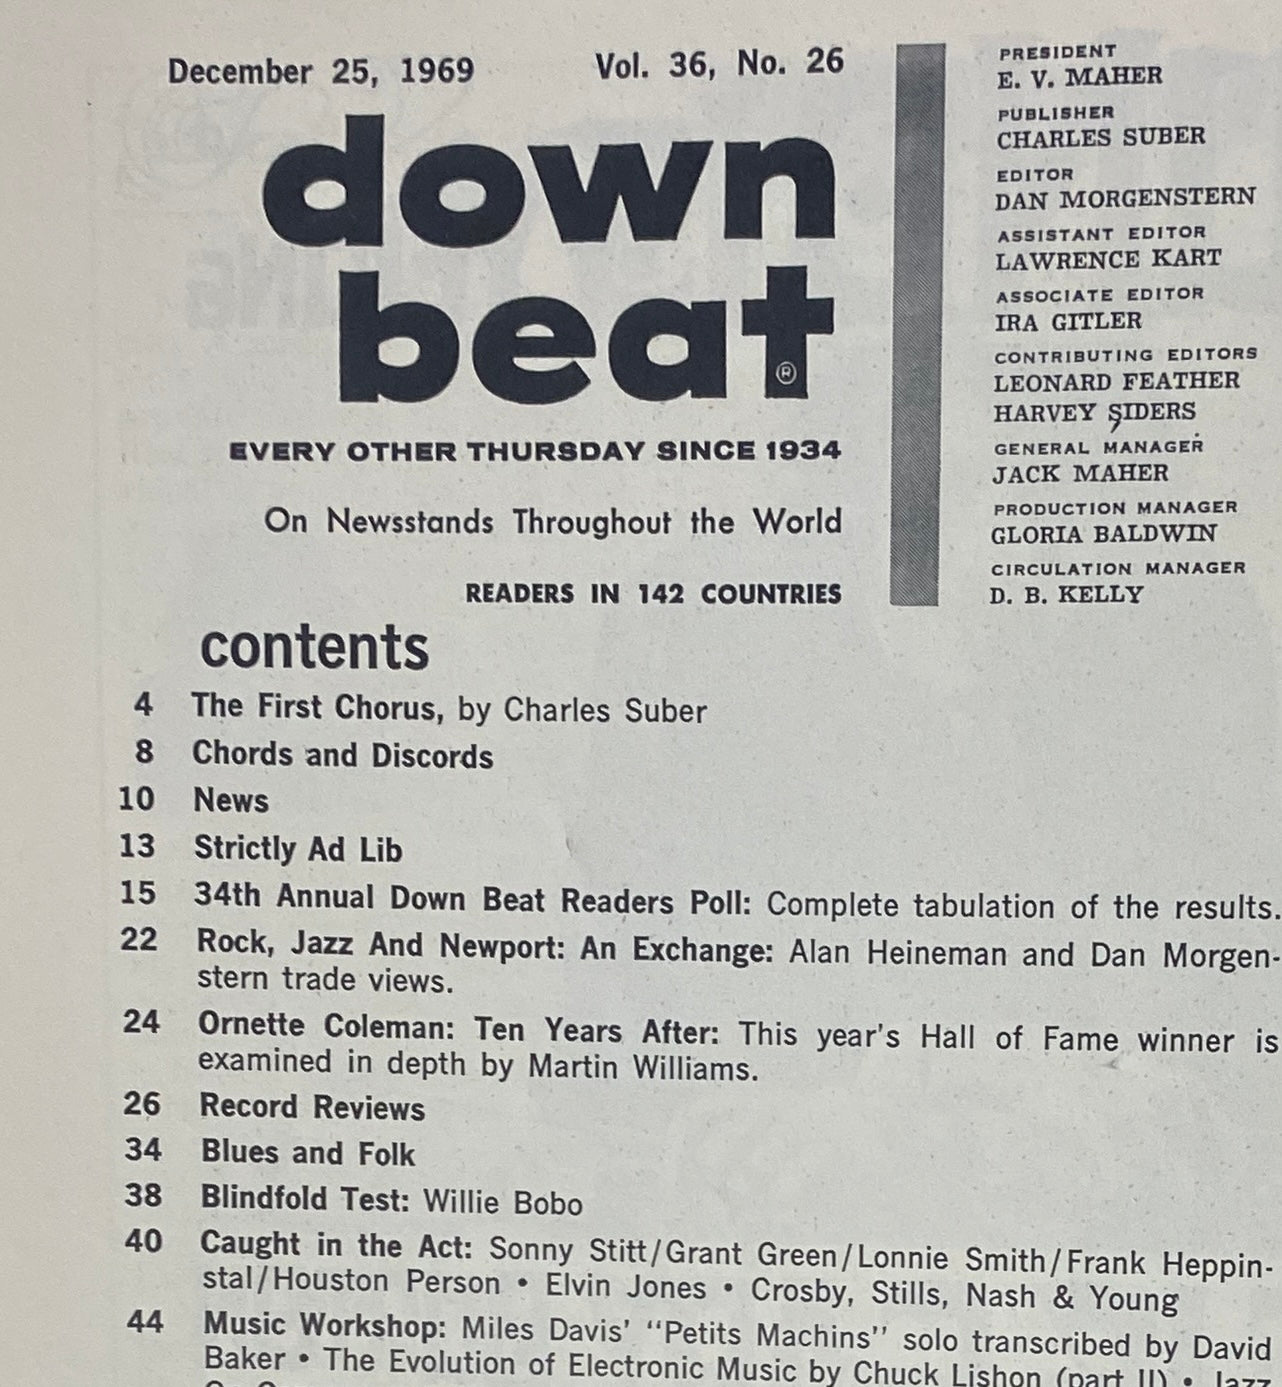 December 25, 1969
Vol. 36, No. 26
down
beat
®
EVERY OTHER THURSDAY SINCE 1934
On Newsstands Throughout the World
READERS IN 142 COUNTRIES
PRESIDENT
E. V. MAHER
PUBLISHER
CHARLES SUBER
EDITOR
DAN MORGENSTERN
ASSISTANT EDITOR
LAWRENCE KART
ASSOCIATE EDITOR
IRA GITLER
CONTRIBUTING EDITORS
LEONARD FEATHER
HARVEY SIDERS
GENERAL MANAGER
JACK MAHER
PRODUCTION MANAGER
GLORIA BALDWIN
CIRCULATION MANAGER
D. B. KELLY
contents
4 The First Chorus, by Charles Suber
8 Chords and Discords
10 News
13 Strictly Ad Lib
15 34th Annual Down Beat Readers Poll: Complete tabulation of the results.
22 Rock, Jazz And Newport: An Exchange: Alan Heineman and Dan Morgen-
stern trade views.
24 Ornette Coleman: Ten Years After: This year's Hall of Fame winner is
examined in depth by Martin Williams.
26 Record Reviews
34 Blues and Folk
38 Blindfold Test: Willie Bobo
40 Caught in the Act: Sonny Stitt/Grant Green/Lonnie Smith/Frank Heppin-
stal/Houston Person • Elvin Jones • Crosby, Stills, Nash & Young
44 Music Workshop: Miles Davis' "Petits Machins" solo transcribed by David
Baker • The Evolution of Electronic Music by Chuck Lishon (part II) • Jazz